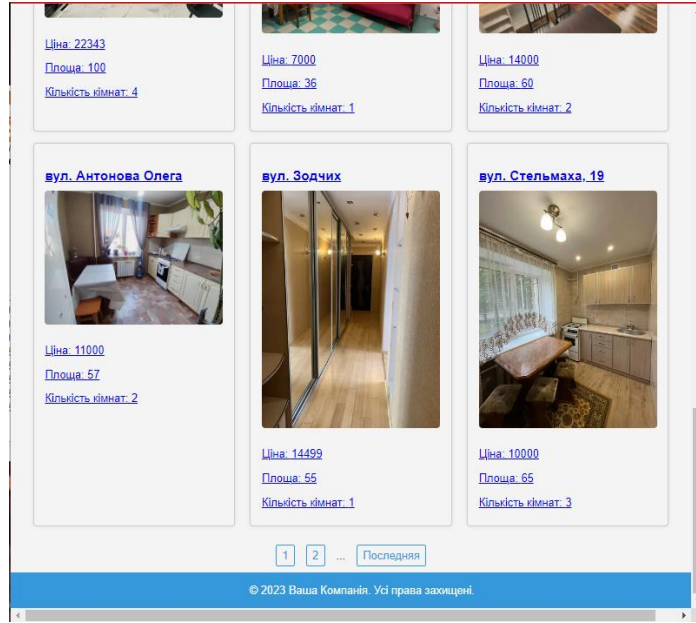 Ціна: 22343
Площа: 100
Кількість кімнат: 4
Ціна: 7000
Площа: 36
Кількість кімнат: 1
Ціна: 14000
Площа: 60
Кількість кімнат: 2
вул. Антонова Олега
Ціна: 11000
Площа: 57
Кількість кімнат: 2
вул. Зодчих
Ціна: 14499
Площа: 55
Кількість кімнат: 1
вул. Стельмаха, 19
Ціна: 10000
Площа: 65
Кількість кімнат: 3
1 2 ... Последняя
© 2023 Ваша Компанія. Усі права захищені.